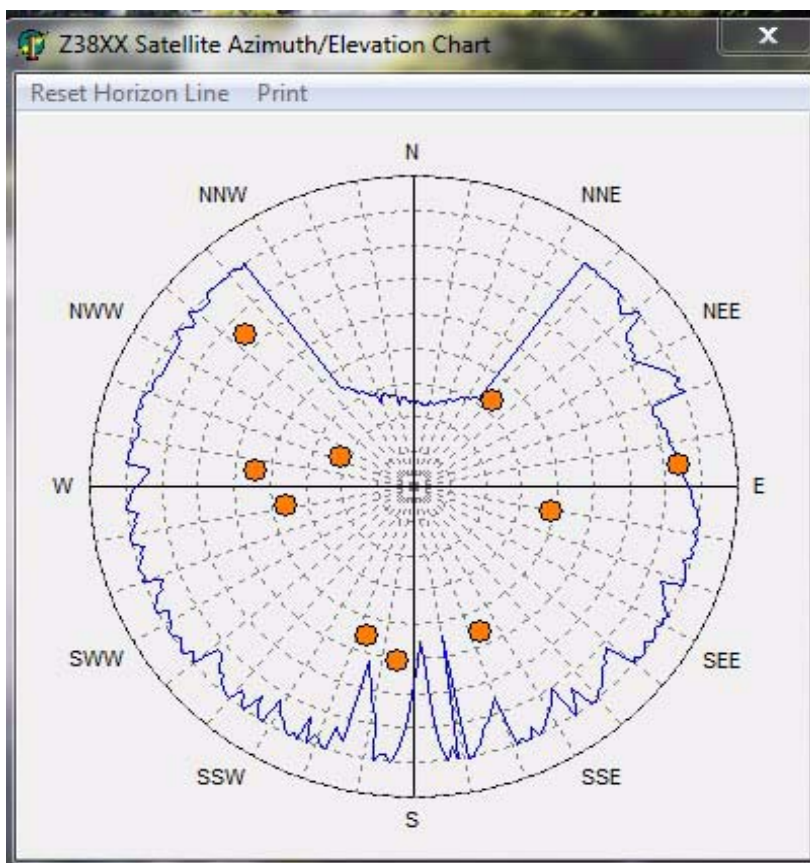 Z38XX Satellite Azimuth/Elevation Chart
x
Reset Horizon Line Print
N
NNW NNE
NWW NEE
W E
SWW SEE
SSW SSE
S